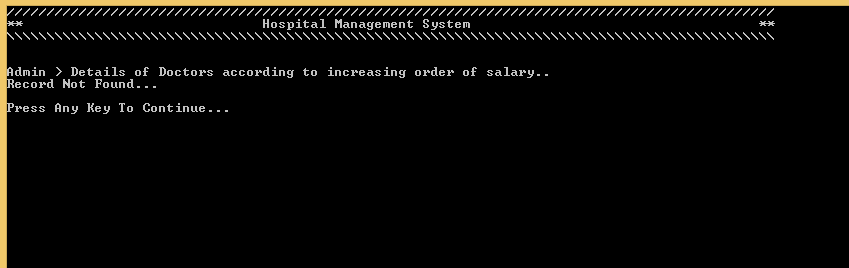 ////////////////////////////////////////////////////////////////////////////////////////////////
** Hospital Management System **
\\\\\\\\\\\\\\\\\\\\\\\\\\\\\\\\\\\\\\\\\\\\\\\\\\\\\\\\\\\\\\\\\\\\\\\\\\\\\\\\\\\\\\\\\\\\\\\\
Admin > Details of Doctors according to increasing order of salary..
Record Not Found...
Press Any Key To Continue...